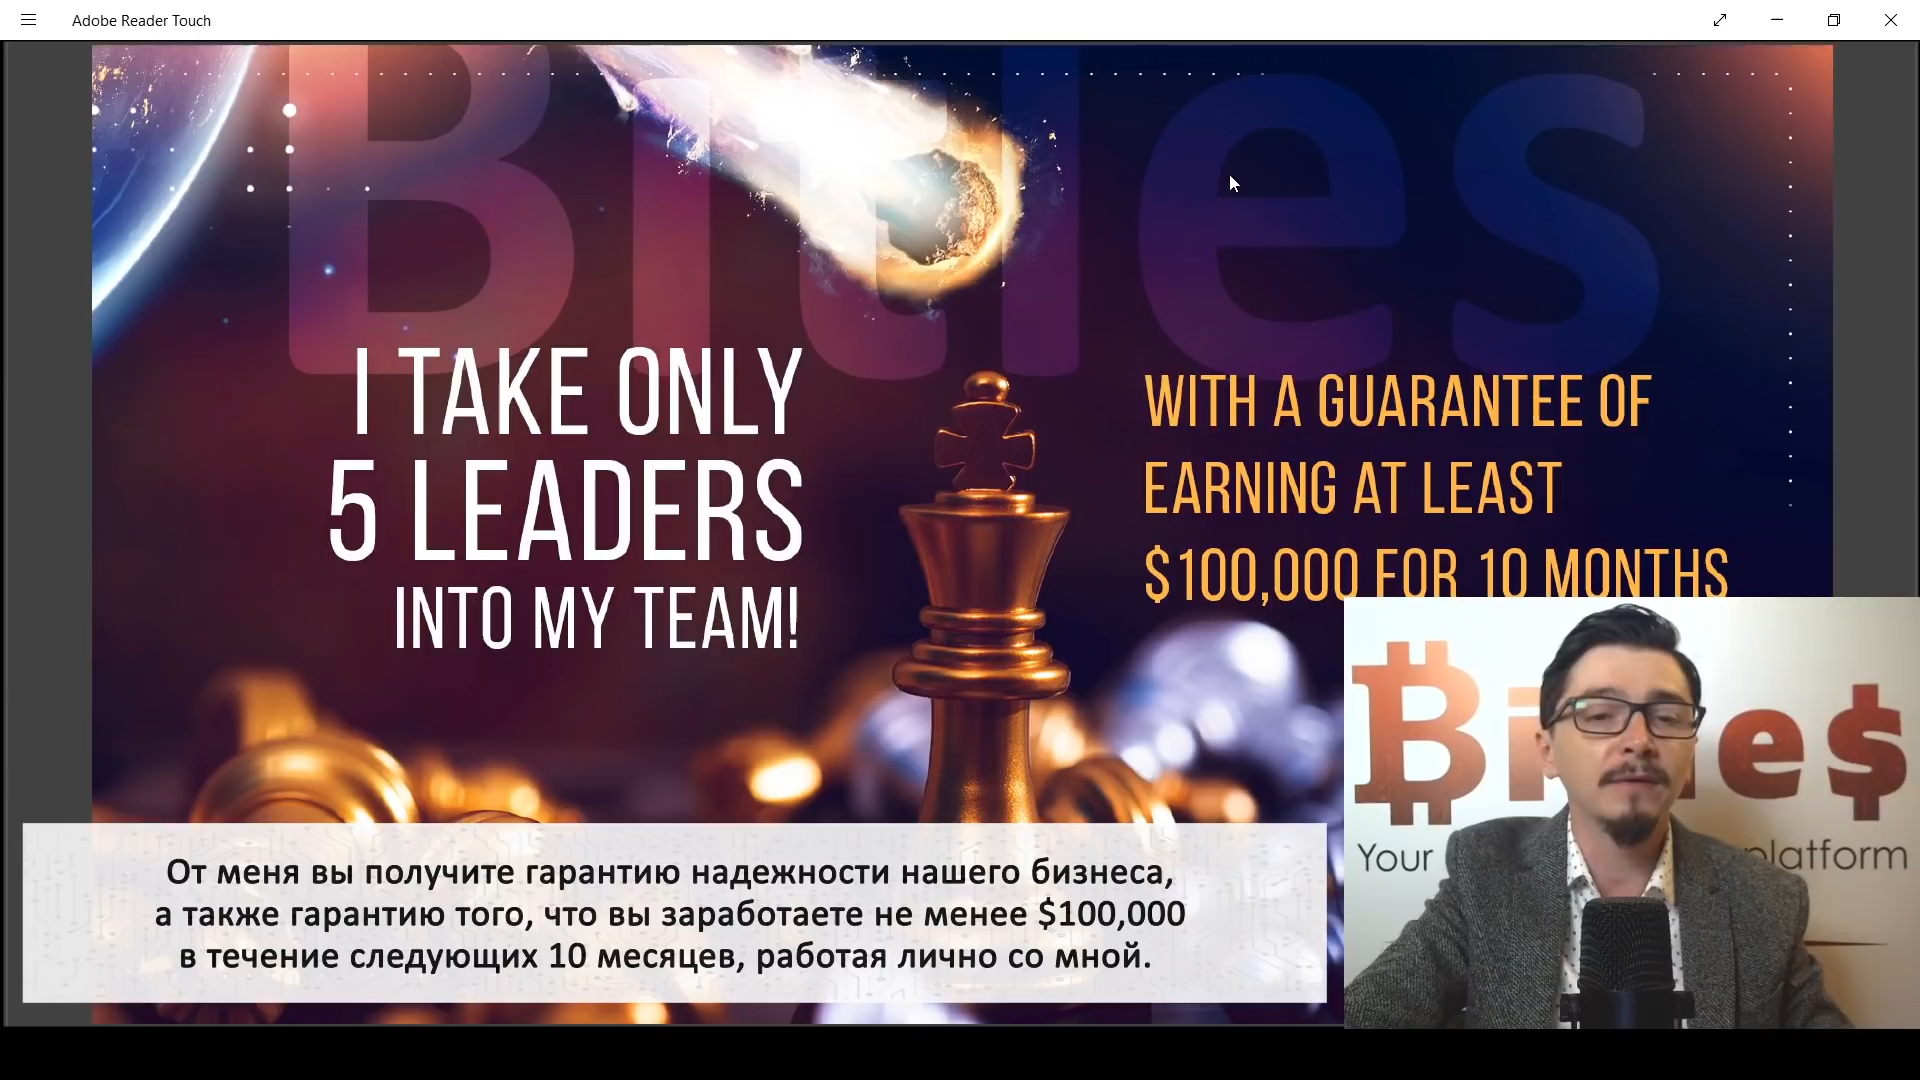 Adobe Reader Touch
Bitles
I TAKE ONLY
5 LEADERS
INTO MY TEAM!
WITH A GUARANTEE OF
EARNING AT LEAST
$100,000 FOR 10 MONTHS
Your platform
От меня вы получите гарантию надежности нашего бизнеса,
а также гарантию того, что вы заработаете не менее $100,000
в течение следующих 10 месяцев, работая лично со мной.